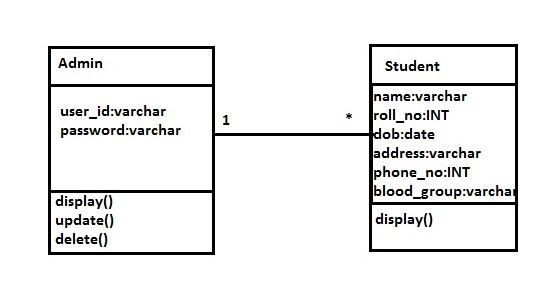 Admin
user_id:varchar
password:varchar
display()
update()
delete()
1
*
Student
name:varchar
roll_no:INT
dob:date
address:varchar
phone_no:INT
blood_group:varchar
display()